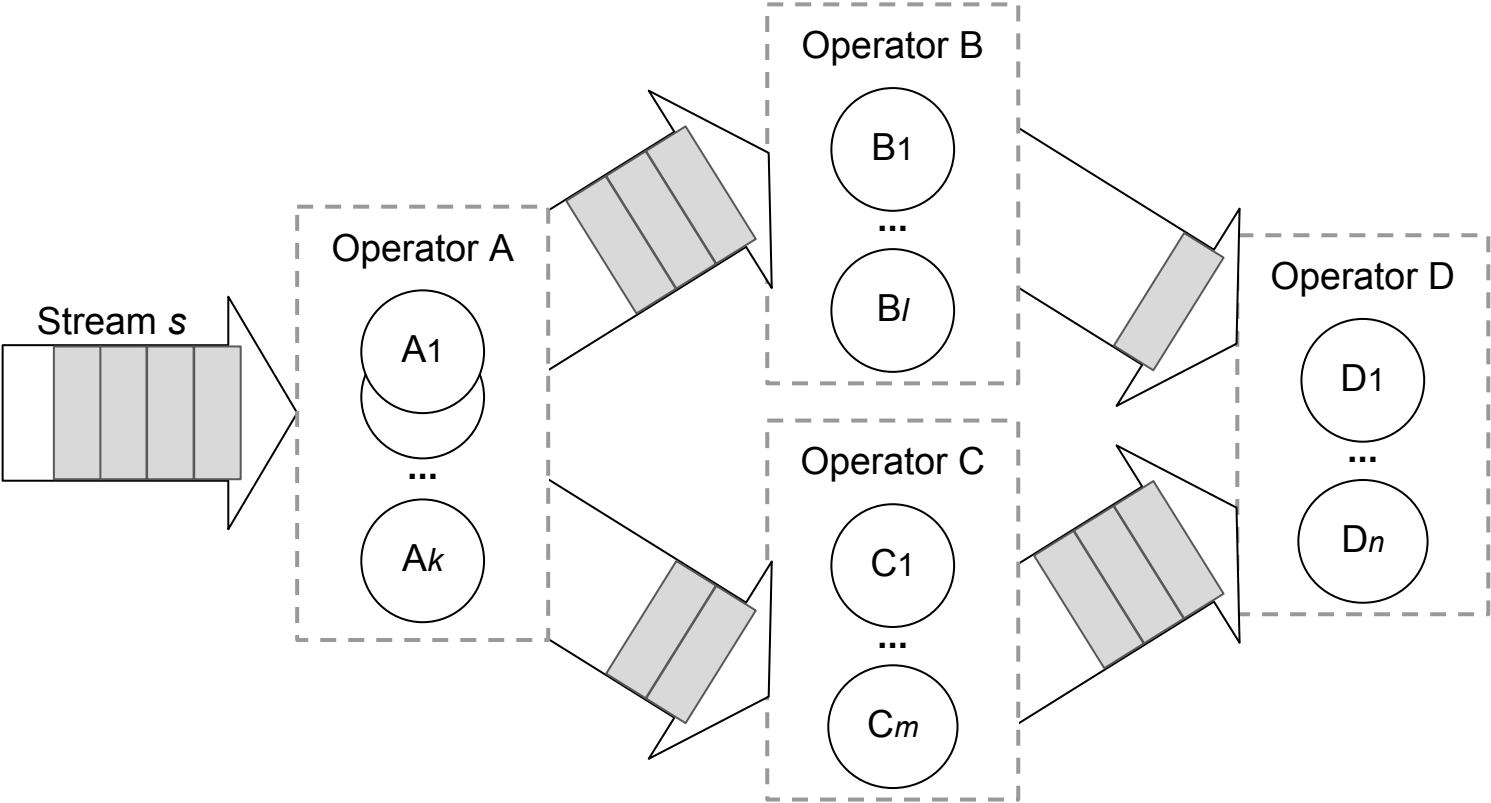 Stream s
Operator A
A1
...
Ak
Operator B
B1
...
Bl
Operator C
C1
...
Cm
Operator D
D1
...
Dn